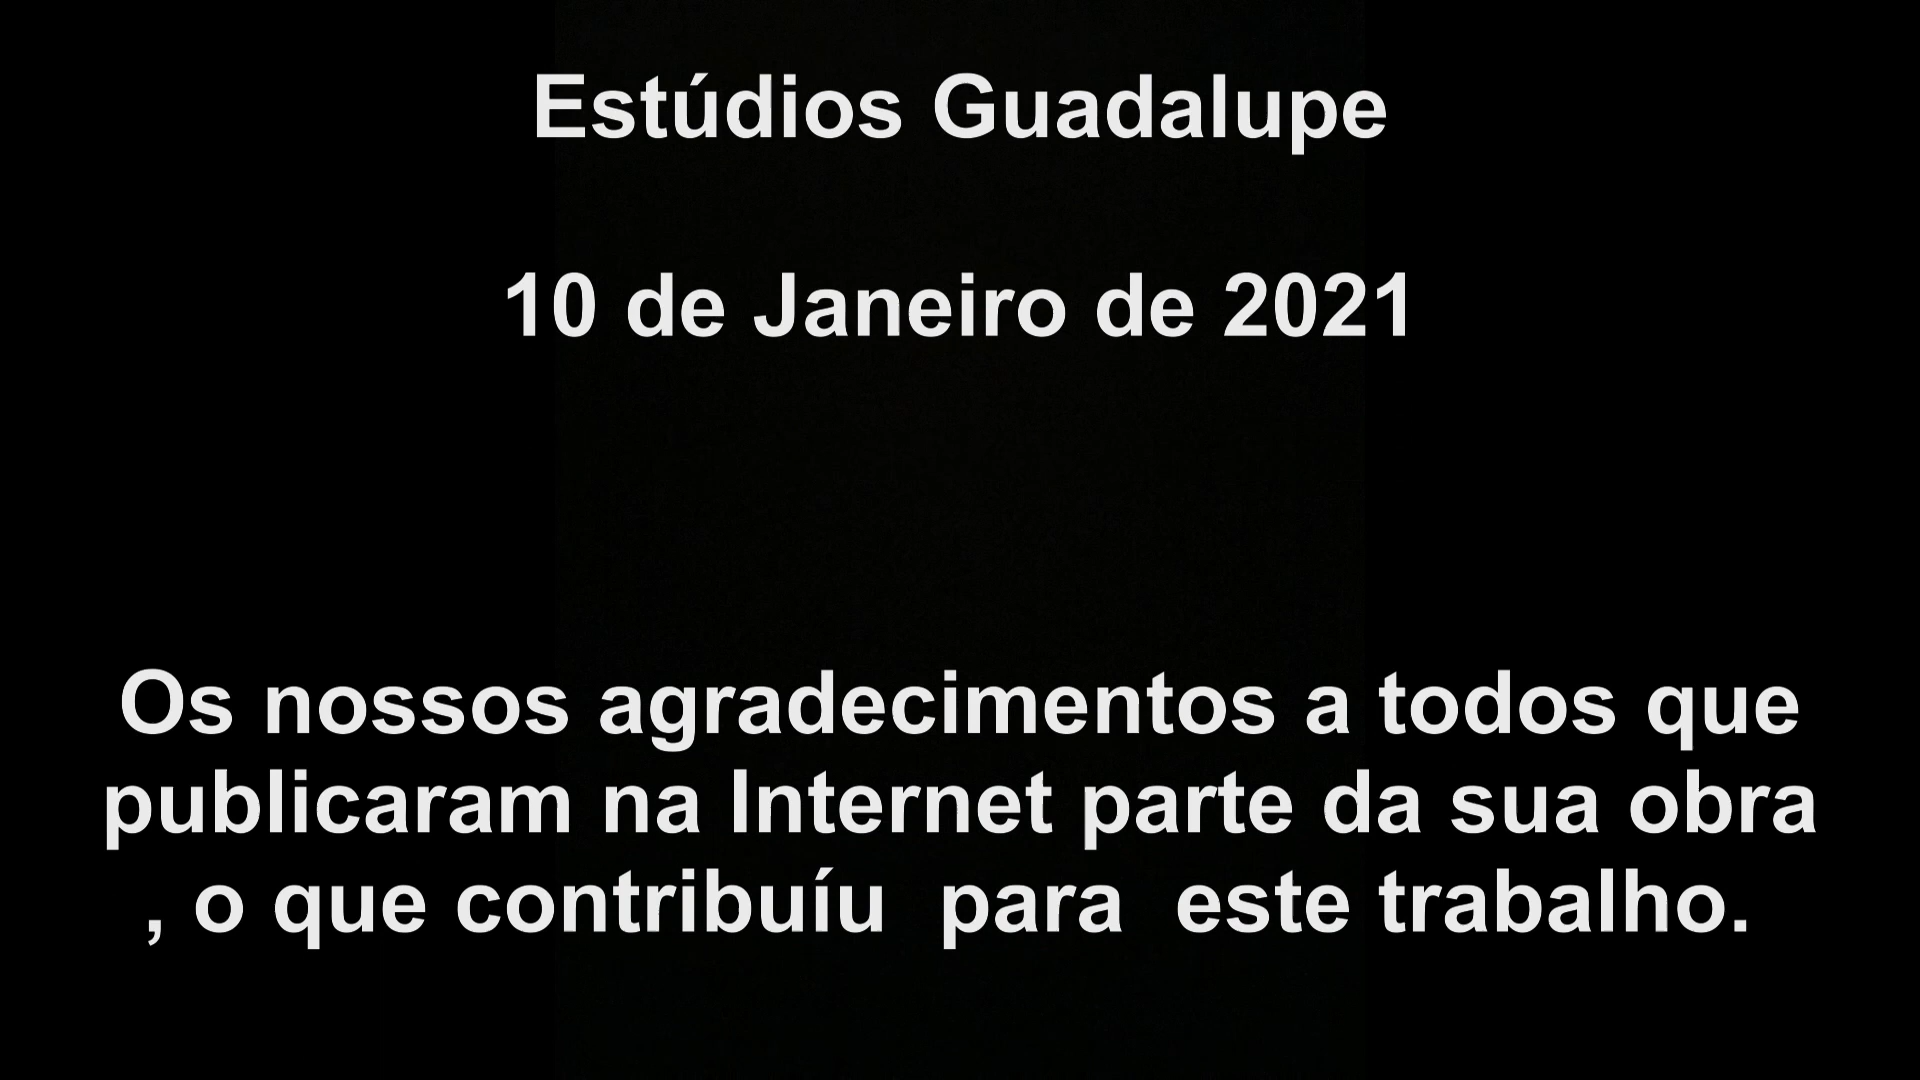 Estúdios Guadalupe
10 de Janeiro de 2021
Os nossos agradecimentos a todos que
publicaram na Internet parte da sua obra
, o que contribuíu  para  este trabalho.